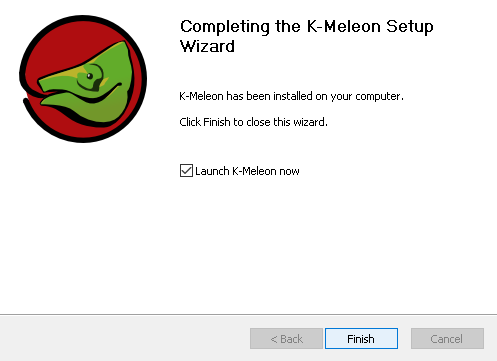 Completing the K-Meleon Setup
Wizard
K-Meleon has been installed on your computer.
Click Finish to close this wizard.
Launch K-Meleon now
< Back
Finish
Cancel